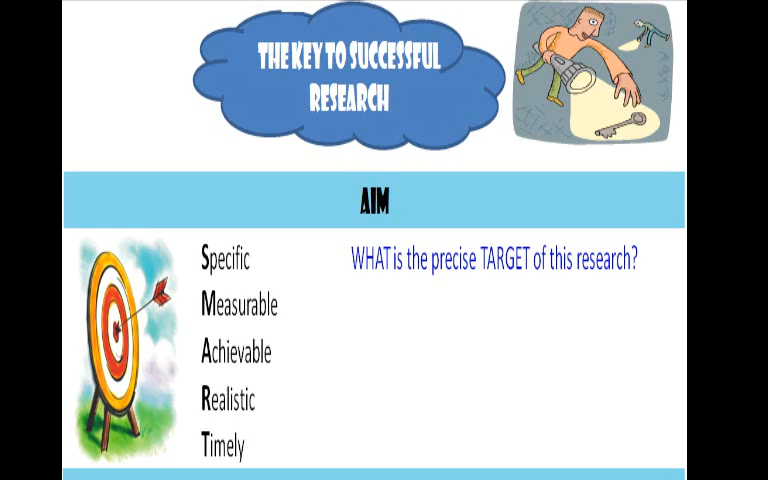 THE KEY TO SUCCESSFUL
RESEARCH
AIM
Specific WHAT is the precise TARGET of this research?
Measurable
Achievable
Realistic
Timely